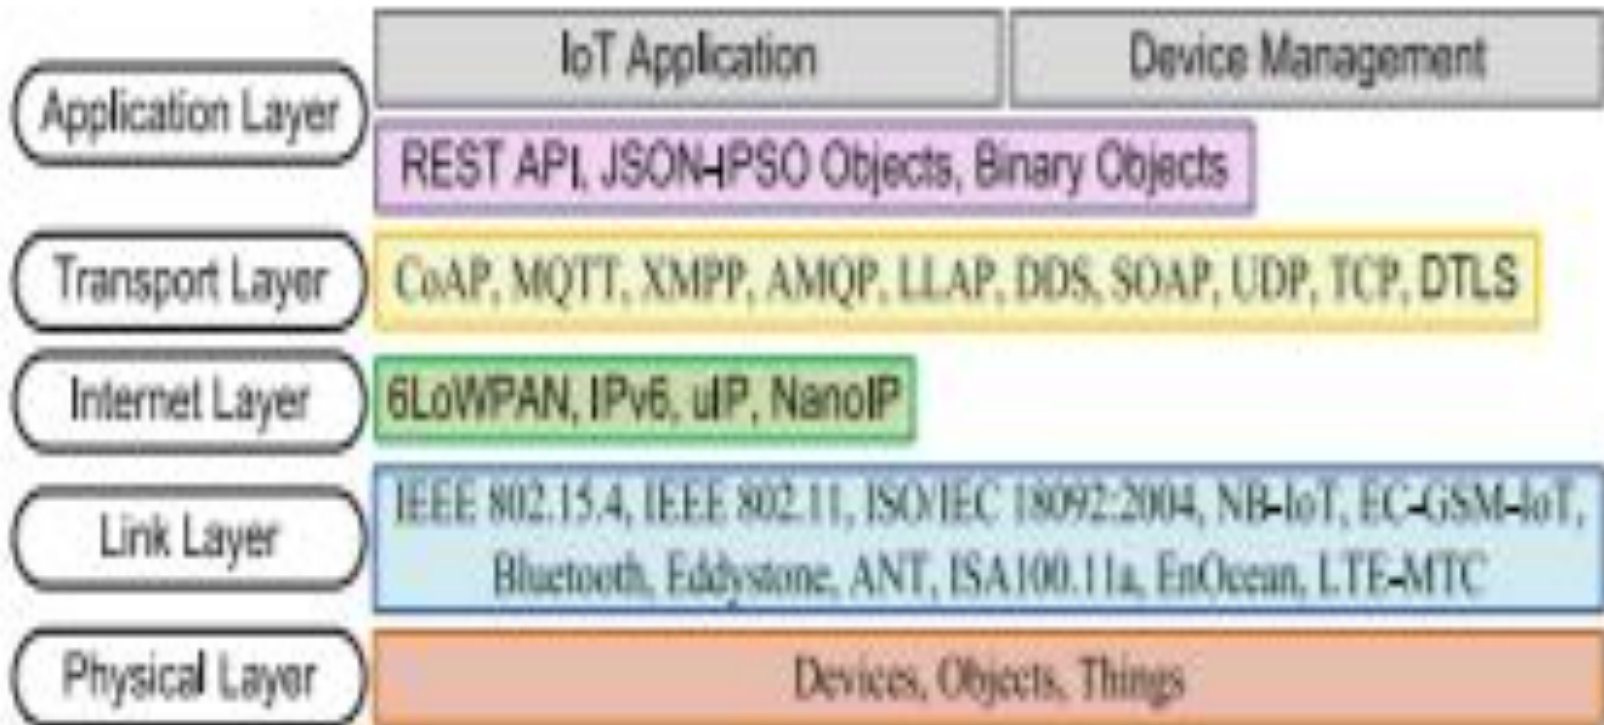 IoT Application
Device Management
Application Layer
REST API, JSON-IPSO Objects, Binary Objects
Transport Layer
CoAP, MQTT, XMPP, AMQP, LLAP, DDS, SOAP, UDP, TCP, DTLS
Internet Layer
6LoWPAN, IPv6, uIP, NanoIP
Link Layer
IEEE 802.15.4, IEEE 802.11, ISO/IEC 18092:2004, NB-IoT, EC-GSM-IoT,
Bluetooth, Eddystone, ANT, ISA100.11a, EnOcean, LTE-MTC
Physical Layer
Devices, Objects, Things